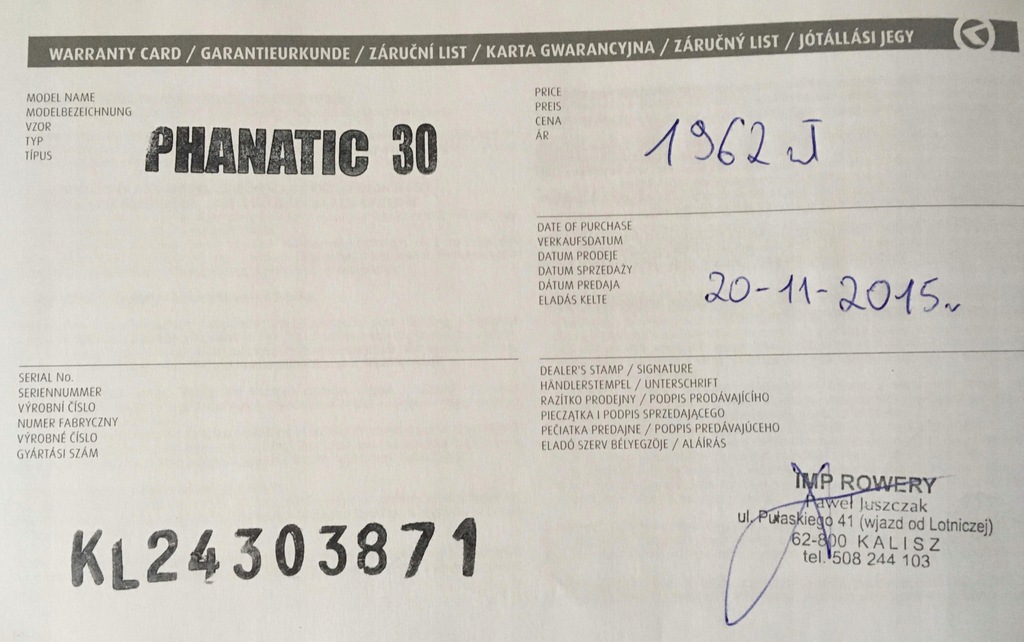 WARRANTY CARD / GARANTIEURKUNDE / ZÁRUČNÍ LIST / KARTA GWARANCYJNA / ZÁRUČNÝ LIST / JÓTÁLLÁSI JEGY
MODEL NAME
MODELBEZEICHNUNG
VZOR
TYP
TÍPUS
PHANATIC 30
PRICE
PREIS
CENA
ÁR
1962 zł
DATE OF PURCHASE
VERKAUFSDATUM
DATUM PRODEJE
DATUM SPRZEDAŻY
DÁTUM PREDAJA
ELADÁS KELTE
20-11-2015r
SERIAL No.
SERIENNUMMER
VÝROBNÍ ČÍSLO
NUMER FABRYCZNY
VÝROBNÉ ČÍSLO
GYÁRTÁSI SZÁM
KL24303871
DEALER'S STAMP / SIGNATURE
HÄNDLERSTEMPEL / UNTERSCHRIFT
RAZÍTKO PRODEJNY / PODPIS PRODÁVAJÍCÍHO
PIECZĄTKA I PODPIS SPRZEDAJĄCEGO
PEČIATKA PREDAJNE / PODPIS PREDÁVAJÚCEHO
ELADÓ SZERV BÉLYEGZÖJE / ALÁÍRÁS
IMP ROWERY
Paweł Juszczak
ul. Pułaskiego 41 (wjazd od Lotniczej)
62-800 KALISZ
tel. 508 244 103